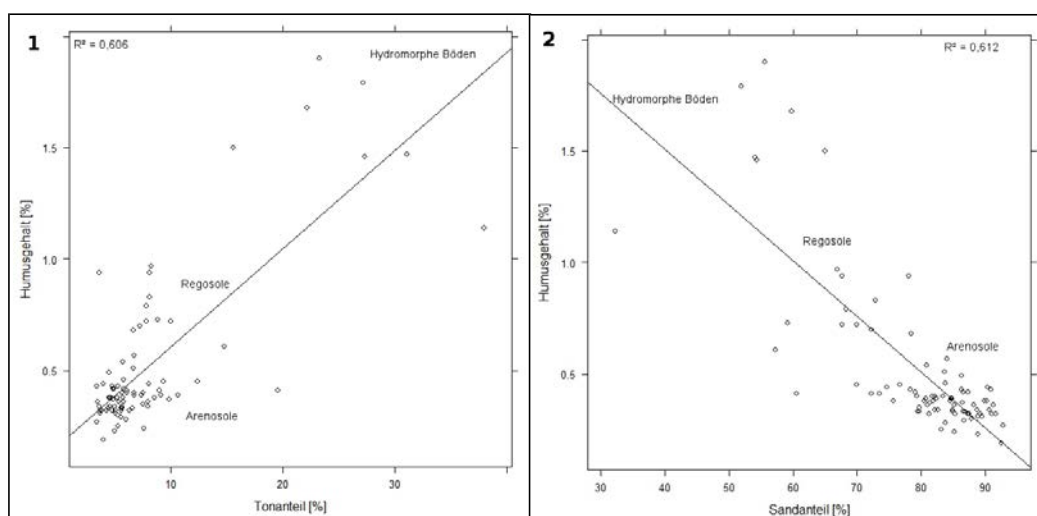 1
R² = 0,606
Hydromorphe Böden
Regosole
Arenosole
Humusgehalt [%]
1.5
1.0
0.5
10
20
30
Tonanteil [%]
2
R² = 0,612
Hydromorphe Böden
Regosole
Arenosole
Humusgehalt [%]
1.5
1.0
0.5
30
40
50
60
70
80
90
Sandanteil [%]